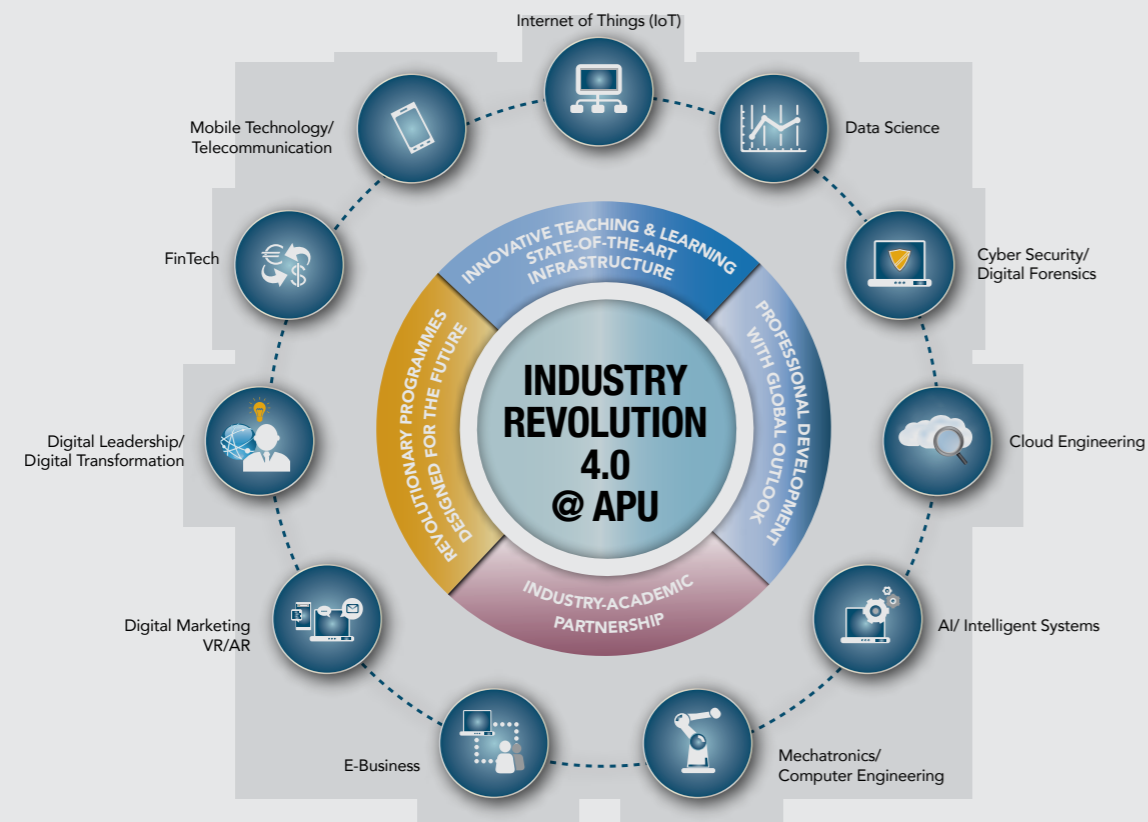 Internet of Things (IoT)
Data Science
Cyber Security/
Digital Forensics
Cloud Engineering
AI/ Intelligent Systems
Mechatronics/
Computer Engineering
E-Business
Digital Marketing
VR/AR
Digital Leadership/
Digital Transformation
FinTech
Mobile Technology/
Telecommunication
INNOVATIVE TEACHING & LEARNING
STATE-OF-THE-ART
INFRASTRUCTURE
PROFESSIONAL DEVELOPMENT
WITH GLOBAL OUTLOOK
INDUSTRY-ACADEMIC
PARTNERSHIP
REVOLUTIONARY PROGRAMMES
DESIGNED FOR THE FUTURE
INDUSTRY
REVOLUTION
4.0
@ APU
€
$